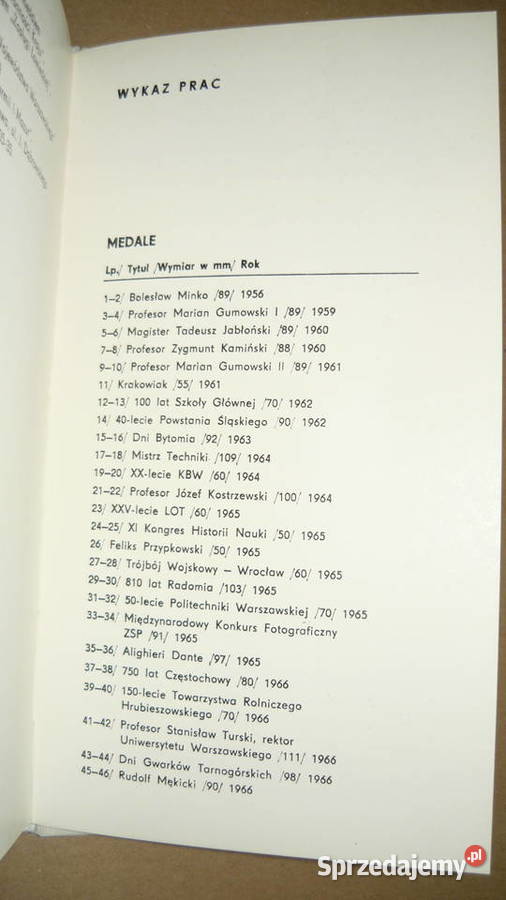 WYKAZ PRAC
MEDALE
Lp./ Tytuł /Wymiar w mm/ Rok
1–2/ Bolesław Minko /89/ 1956
3–4/ Profesor Marian Gumowski I /89/ 1959
5–6/ Magister Tadeusz Jabłoński /89/ 1960
7–8/ Profesor Zygmunt Kamiński /88/ 1960
9–10/ Profesor Marian Gumowski II /89/ 1961
11/ Krakowiak /55/ 1961
12–13/ 100 lat Szkoły Głównej /70/ 1962
14/ 40-lecie Powstania Śląskiego /90/ 1962
15–16/ Dni Bytomia /92/ 1963
17–18/ Mistrz Techniki /109/ 1964
19–20/ XX-lecie KBW /60/ 1964
21–22/ Profesor Józef Kostrzewski /100/ 1964
23/ XXV-lecie LOT /60/ 1965
24–25/ XI Kongres Historii Nauki /50/ 1965
26/ Feliks Przypkowski /50/ 1965
27–28/ Trójbój Wojskowy – Wrocław /60/ 1965
29–30/ 810 lat Radomia /103/ 1965
31–32/ 50-lecie Politechniki Warszawskiej /70/ 1965
33–34/ Międzynarodowy Konkurs Fotograficzny
ZSP /91/ 1965
35–36/ Alighieri Dante /97/ 1965
37–38/ 750 lat Częstochowy /80/ 1966
39–40/ 150-lecie Towarzystwa Rolniczego
Hrubieszowskiego /70/ 1966
41–42/ Profesor Stanisław Turski, rektor
Uniwersytetu Warszawskiego /111/ 1966
43–44/ Dni Gwarków Tarnogórskich /98/ 1966
45–46/ Rudolf Mękicki /90/ 1966
Sprzedajemy.pl